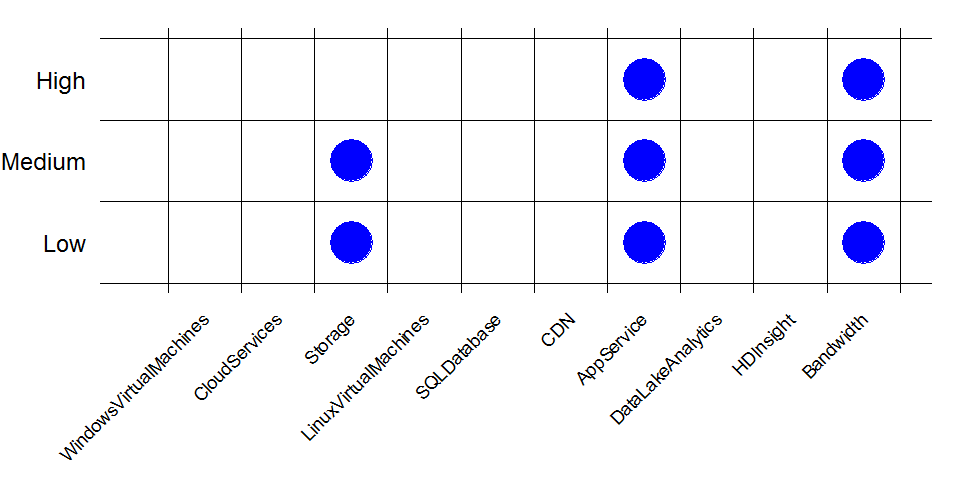 High
Medium
Low
WindowsVirtualMachines
CloudServices
Storage
LinuxVirtualMachines
SQLDatabase
CDN
AppService
DataLakeAnalytics
HDInsight
Bandwidth